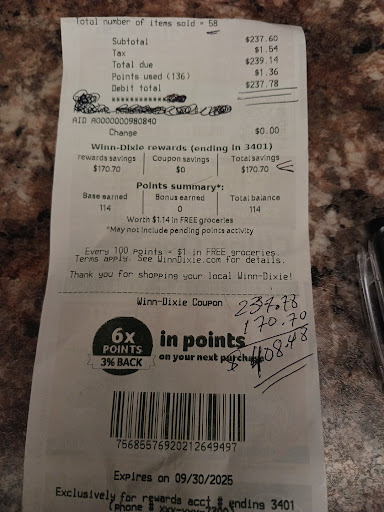 Total number of items sold = 58
Subtotal $237.60
Tax $1.54
Total due $239.14
Points used (136) $1.36
Debit total $237.78
AID A0000000980840
Change $0.00
Winn-Dixie rewards (ending in 3401)
rewards savings Coupon savings Total savings
$170.70 $0 $170.70
Points summary*:
Base earned Bonus earned Total balance
114 0 114
Worth $1.14 in FREE groceries
*May not include pending points activity
Every 100 Points = $1 in FREE groceries
Terms apply. See WinnDixie.com for details.
Thank you for shopping your local Winn-Dixie!
Winn-Dixie Coupon
237.78
170.70
$408.48
6x
POINTS
3% BACK
in points
on your next purchase
75685576920212649497
Expires on 09/30/2025
Exclusively for rewards acct # ending 3401
(Phone #